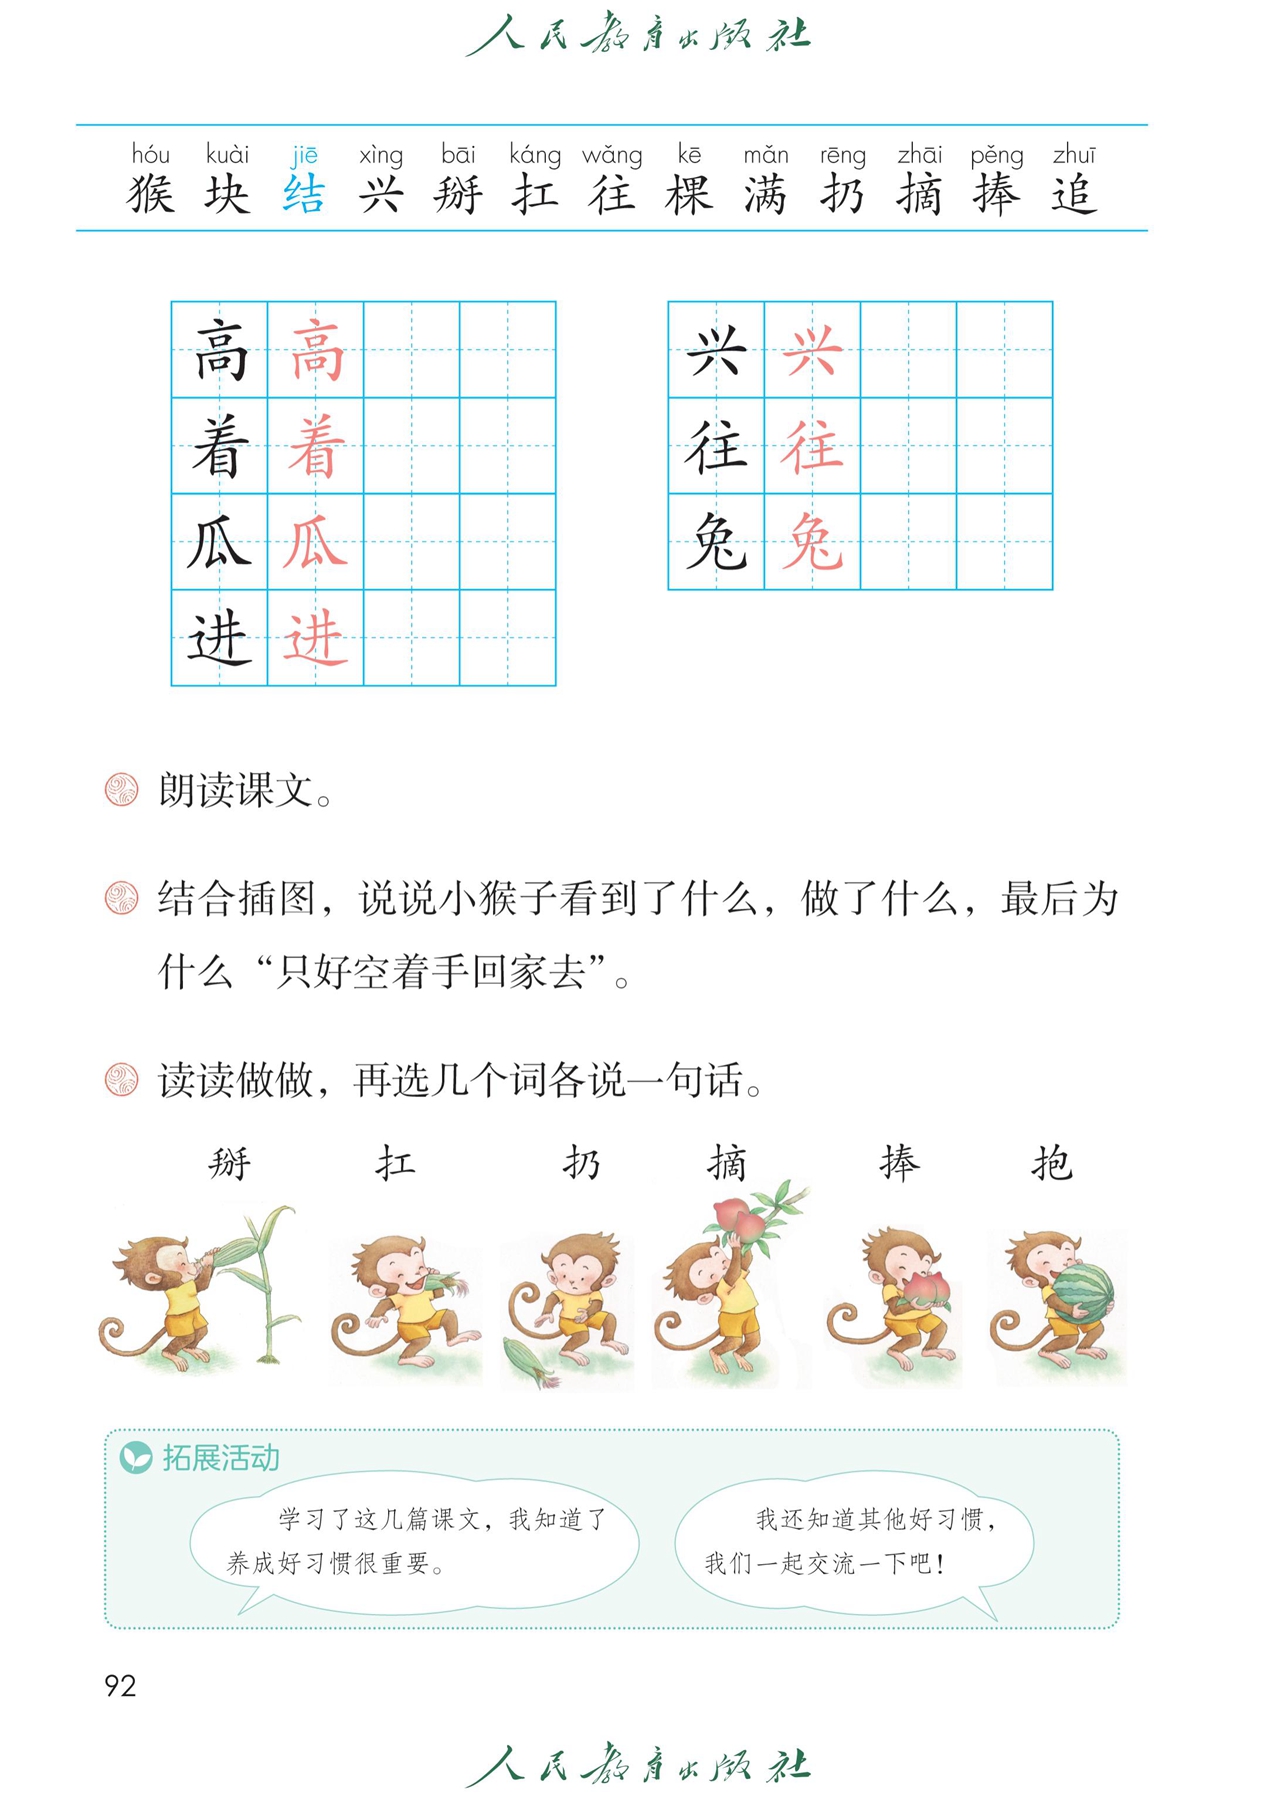 人民教育出版社
hóu kuài jiē xìng bāi káng wǎng kē mǎn rēng zhāi pěng zhuī
猴 块 结 兴 掰 扛 往 棵 满 扔 摘 捧 追
高 高 兴 兴
着 着 往 往
瓜 瓜 兔 兔
进 进
朗读课文。
结合插图，说说小猴子看到了什么，做了什么，最后为
什么“只好空着手回家去”。
读读做做，再选几个词各说一句话。
掰 扛 扔 摘 捧 抱
拓展活动
学习了这几篇课文，我知道了
养成好习惯很重要。
我还知道其他好习惯，
我们一起交流一下吧！
92
人民教育出版社